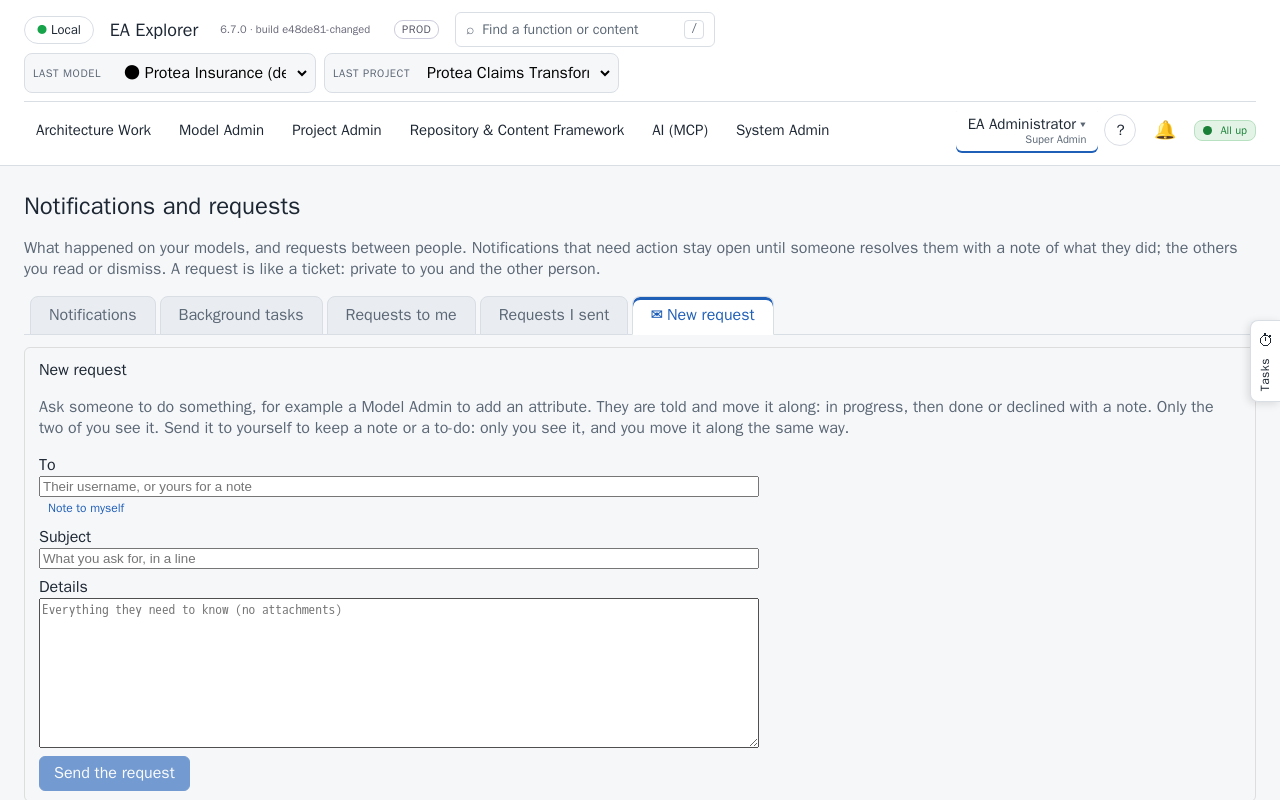 Local
EA Explorer
6.7.0 · build e48de81-changed
PROD
Find a function or content
/
LAST MODEL
Protea Insurance (de
LAST PROJECT
Protea Claims Transfor
Architecture Work
Model Admin
Project Admin
Repository & Content Framework
AI (MCP)
System Admin
EA Administrator ▾
Super Admin
?
All up
Notifications and requests
What happened on your models, and requests between people. Notifications that need action stay open until someone resolves them with a note of what they did; the others
you read or dismiss. A request is like a ticket: private to you and the other person.
Notifications
Background tasks
Requests to me
Requests I sent
✉ New request
Tasks
New request
Ask someone to do something, for example a Model Admin to add an attribute. They are told and move it along: in progress, then done or declined with a note. Only the
two of you see it. Send it to yourself to keep a note or a to-do: only you see it, and you move it along the same way.
To
Their username, or yours for a note
Note to myself
Subject
What you ask for, in a line
Details
Everything they need to know (no attachments)
Send the request